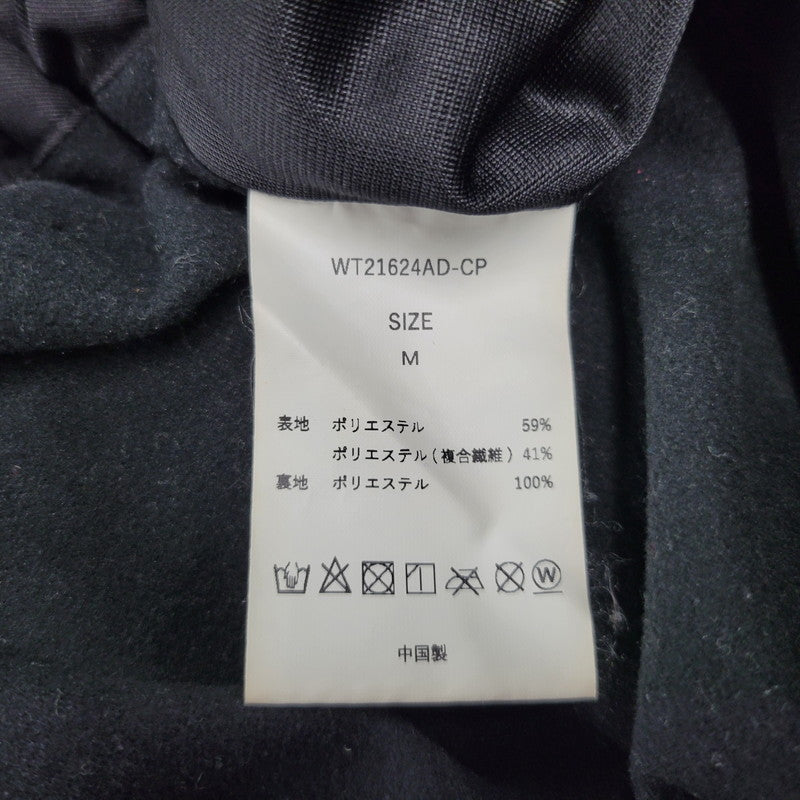 WT21624AD-CP
SIZE
M
表地 ポリエステル 59%
ポリエステル(複合繊維) 41%
裏地 ポリエステル 100%
W
中国製